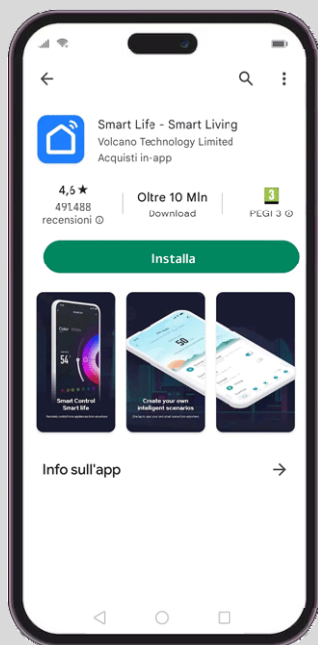 Smart Life - Smart Living
Volcano Technology Limited
Acquisti in-app
4,6★
491.488
recensioni
Oltre 10 Mln
Download
3
PEGI 3
Installa
Color
54
Smart Control
Smart life
50
Create your own
intelligent scenarios
Info sull'app